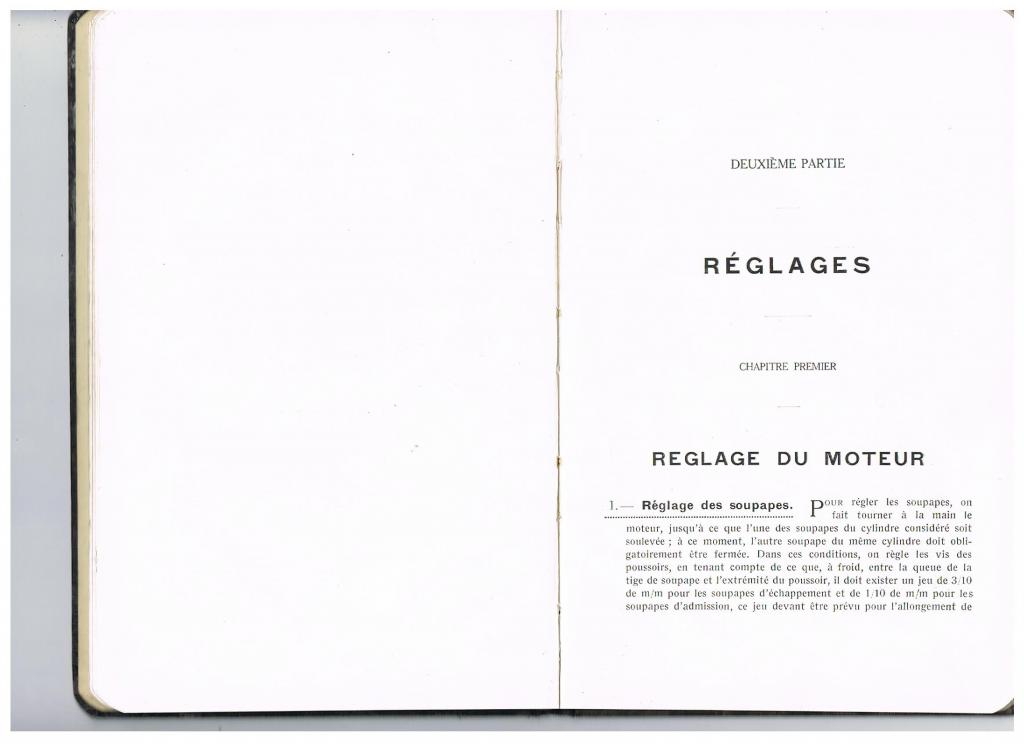 DEUXIÈME PARTIE
RÉGLAGES
CHAPITRE PREMIER
REGLAGE DU MOTEUR
1.— Réglage des soupapes. POUR régler les soupapes, on
fait tourner à la main le
moteur, jusqu'à ce que l'une des soupapes du cylindre considéré soit
soulevée ; à ce moment, l'autre soupape du même cylindre doit obli-
gatoirement être fermée. Dans ces conditions, on règle les vis des
poussoirs, en tenant compte de ce que, à froid, entre la queue de la
tige de soupape et l'extrémité du poussoir, il doit exister un jeu de 3/10
de m/m pour les soupapes d'échappement et de 1/10 de m/m pour les
soupapes d'admission, ce jeu devant être prévu pour l'allongement de